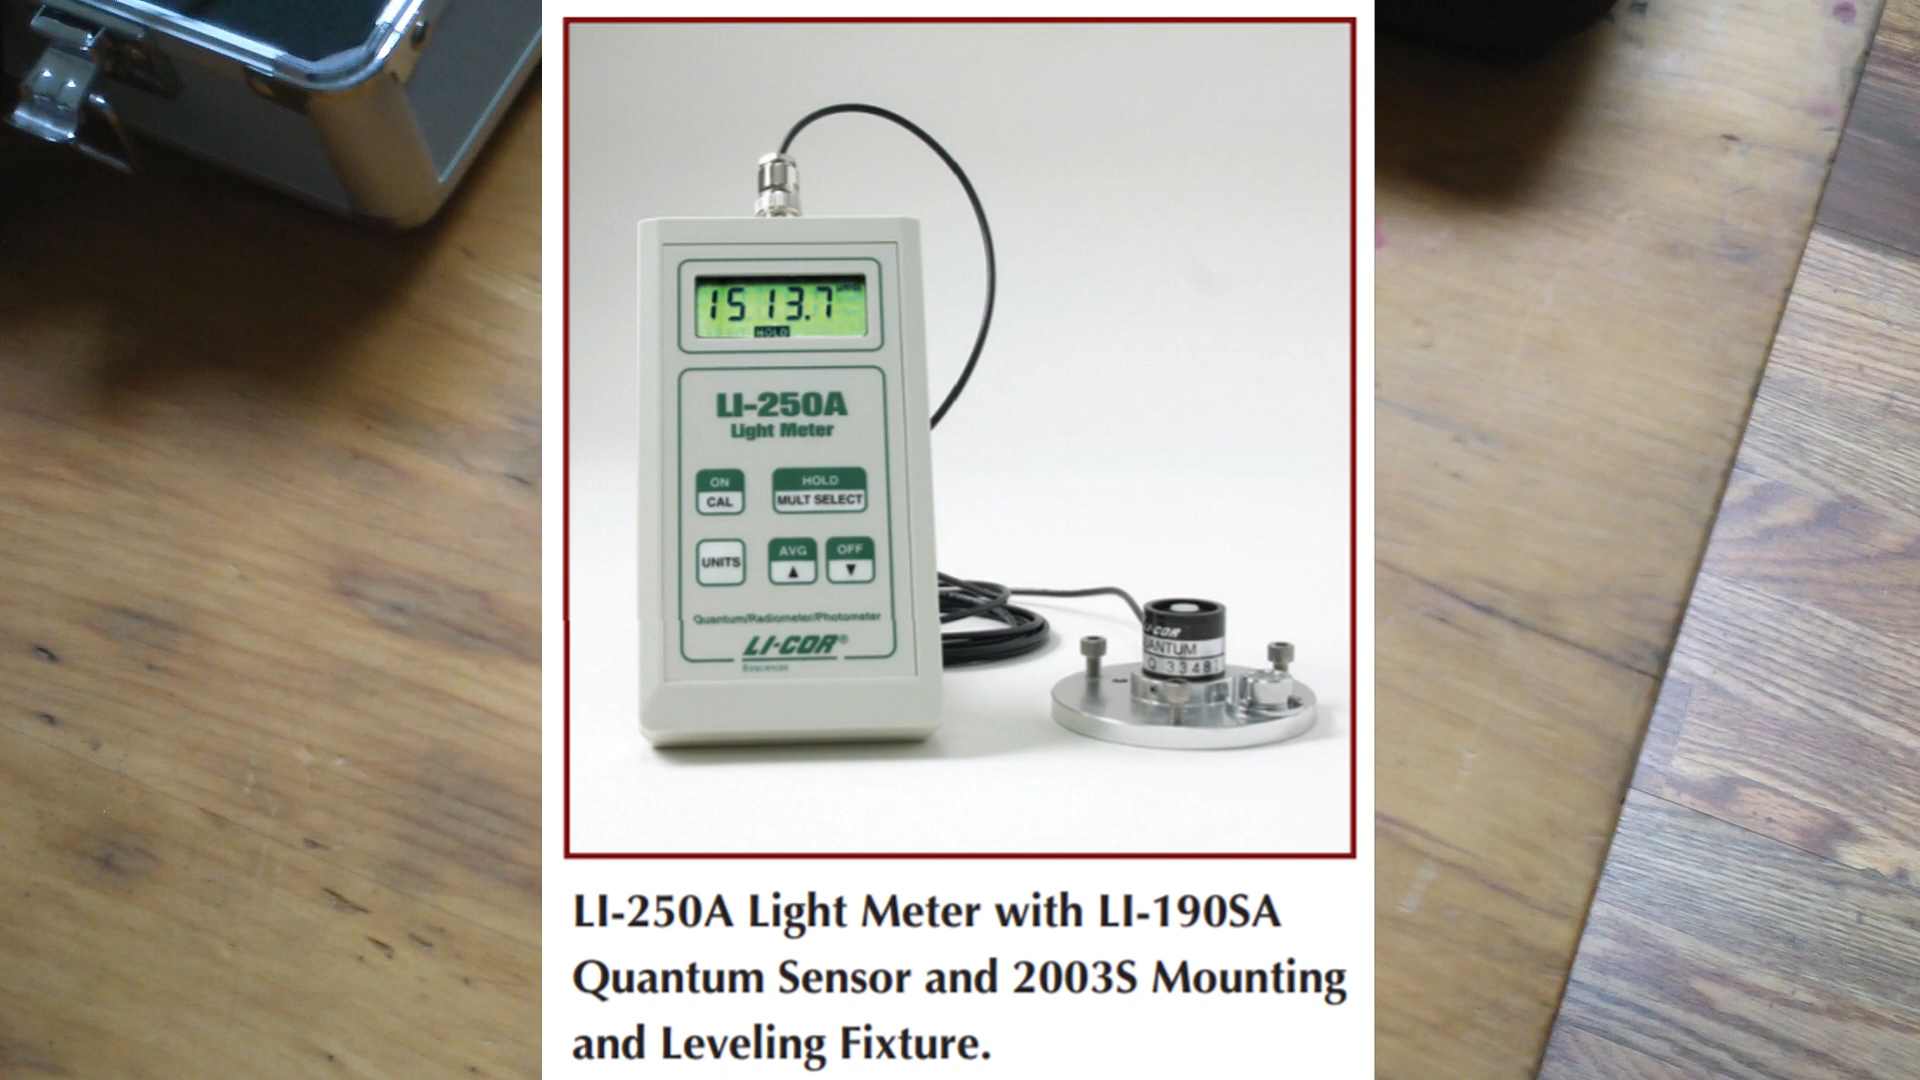 1513.7
HOLD
LI-250A
Light Meter
ON
CAL
HOLD
MULT SELECT
UNITS
AVG
OFF
Quantum/Radiometer/Photometer
LI-COR®
Biosciences
LI-COR
QUANTUM
Q 33481
LI-250A Light Meter with LI-190SA
Quantum Sensor and 2003S Mounting
and Leveling Fixture.